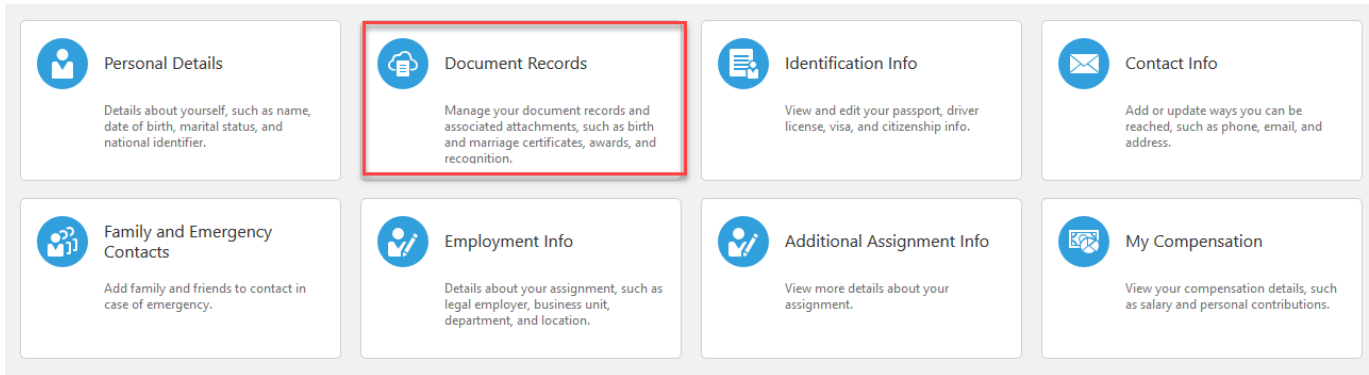 Personal Details
Details about yourself, such as name,
date of birth, marital status, and
national identifier.
Document Records
Manage your document records and
associated attachments, such as birth
and marriage certificates, awards, and
recognition.
Identification Info
View and edit your passport, driver
license, visa, and citizenship info.
Contact Info
Add or update ways you can be
reached, such as phone, email, and
address.
Family and Emergency
Contacts
Add family and friends to contact in
case of emergency.
Employment Info
Details about your assignment, such as
legal employer, business unit,
department, and location.
Additional Assignment Info
View more details about your
assignment.
My Compensation
View your compensation details, such
as salary and personal contributions.